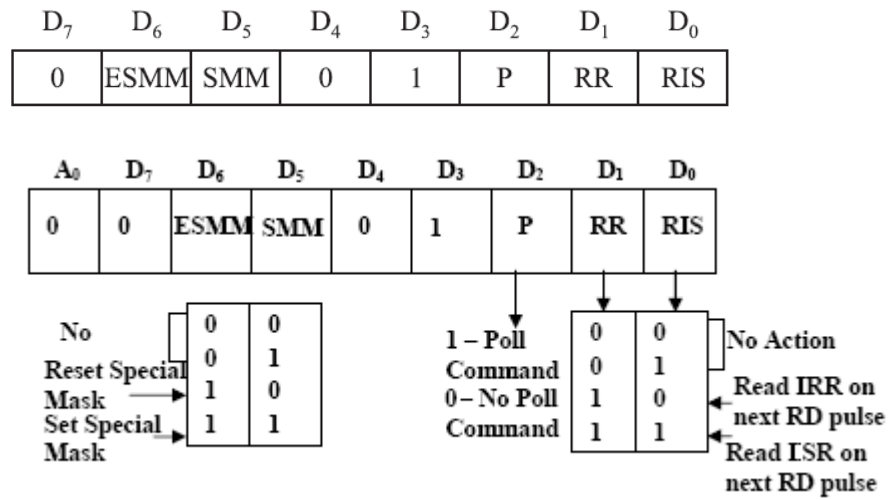 D₇ D₆ D₅ D₄ D₃ D₂ D₁ D₀
0 ESMM SMM 0 1 P RR RIS
A₀ D₇ D₆ D₅ D₄ D₃ D₂ D₁ D₀
0 0 ESMM SMM 0 1 P RR RIS
No
Reset Special
Mask
Set Special
Mask
0 0
0 1
1 0
1 1
1 – Poll
Command
0 – No Poll
Command
0 0
0 1
1 0
1 1
No Action
Read IRR on
next RD pulse
Read ISR on
next RD pulse